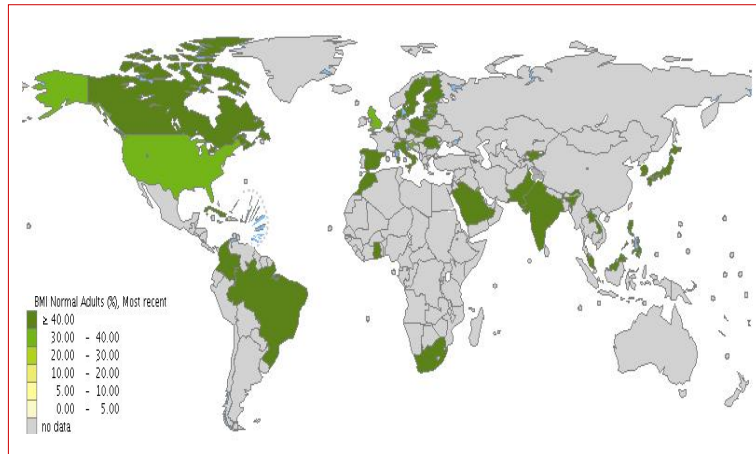 BMI Normal Adults (%), Most recent
≥ 40.00
30.00 – 40.00
20.00 – 30.00
10.00 – 20.00
5.00 – 10.00
0.00 – 5.00
no data